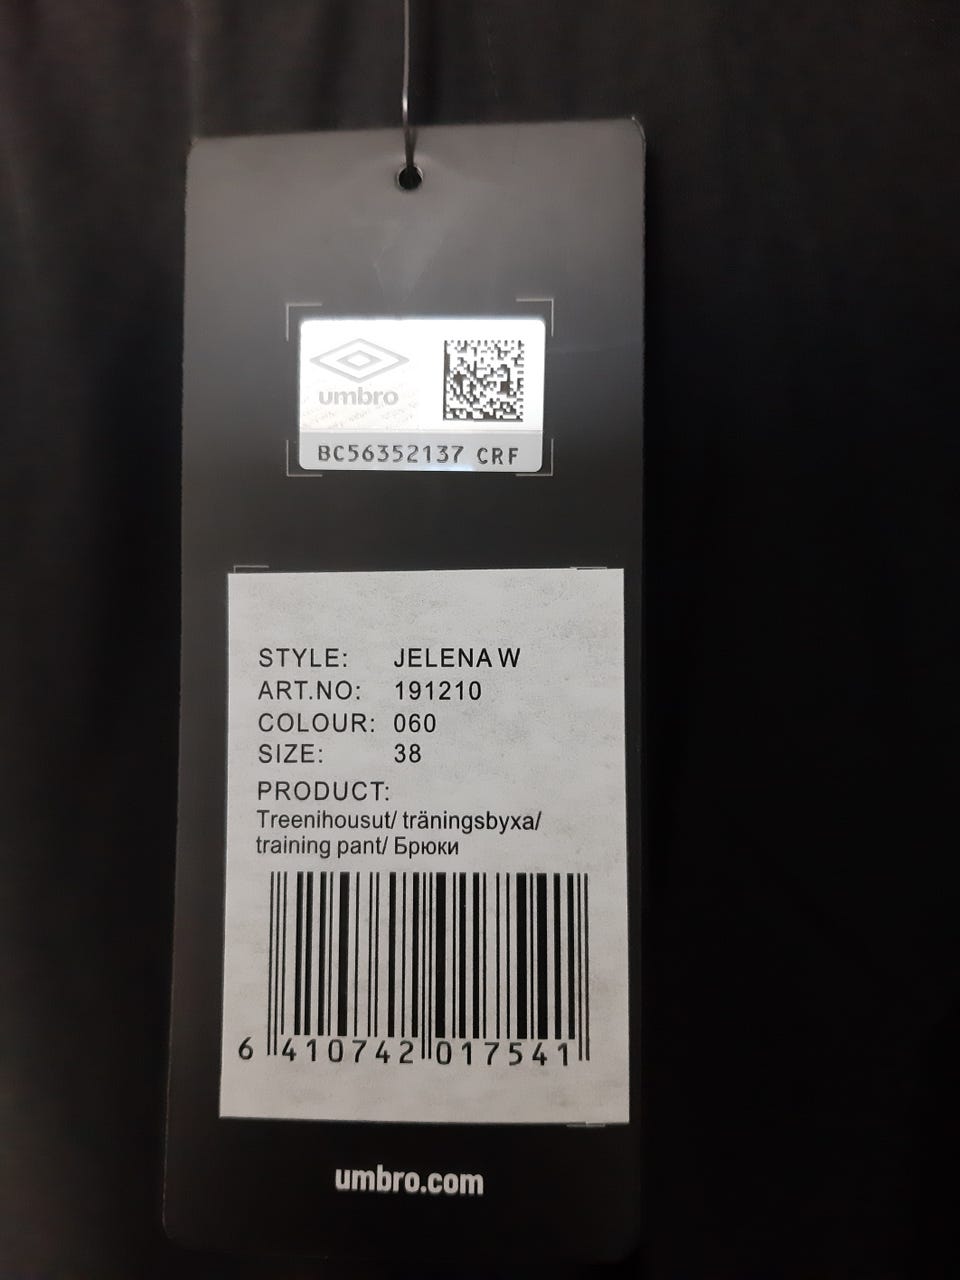 umbro
BC56352137 CRF
STYLE: JELENA W
ART.NO: 191210
COLOUR: 060
SIZE: 38
PRODUCT:
Treenihousut/ träningsbyxa/
training pant/ Брюки
6 410742 017541
umbro.com